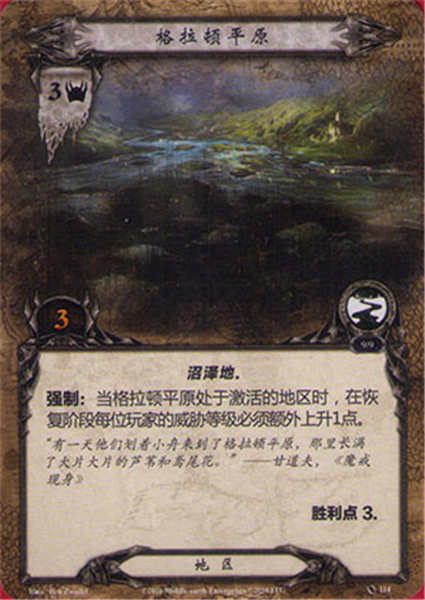 格拉顿平原
3
3
99
沼泽地.
强制：当格拉顿平原处于激活的地区时，在恢
复阶段每位玩家的威胁等级必须额外上升1点。
“有一天他们划着小舟来到了格拉顿平原，那里长满
了大片大片的芦苇和鸢尾花。”——甘道夫，《魔戒
现身》
胜利点 3.
地 区
114